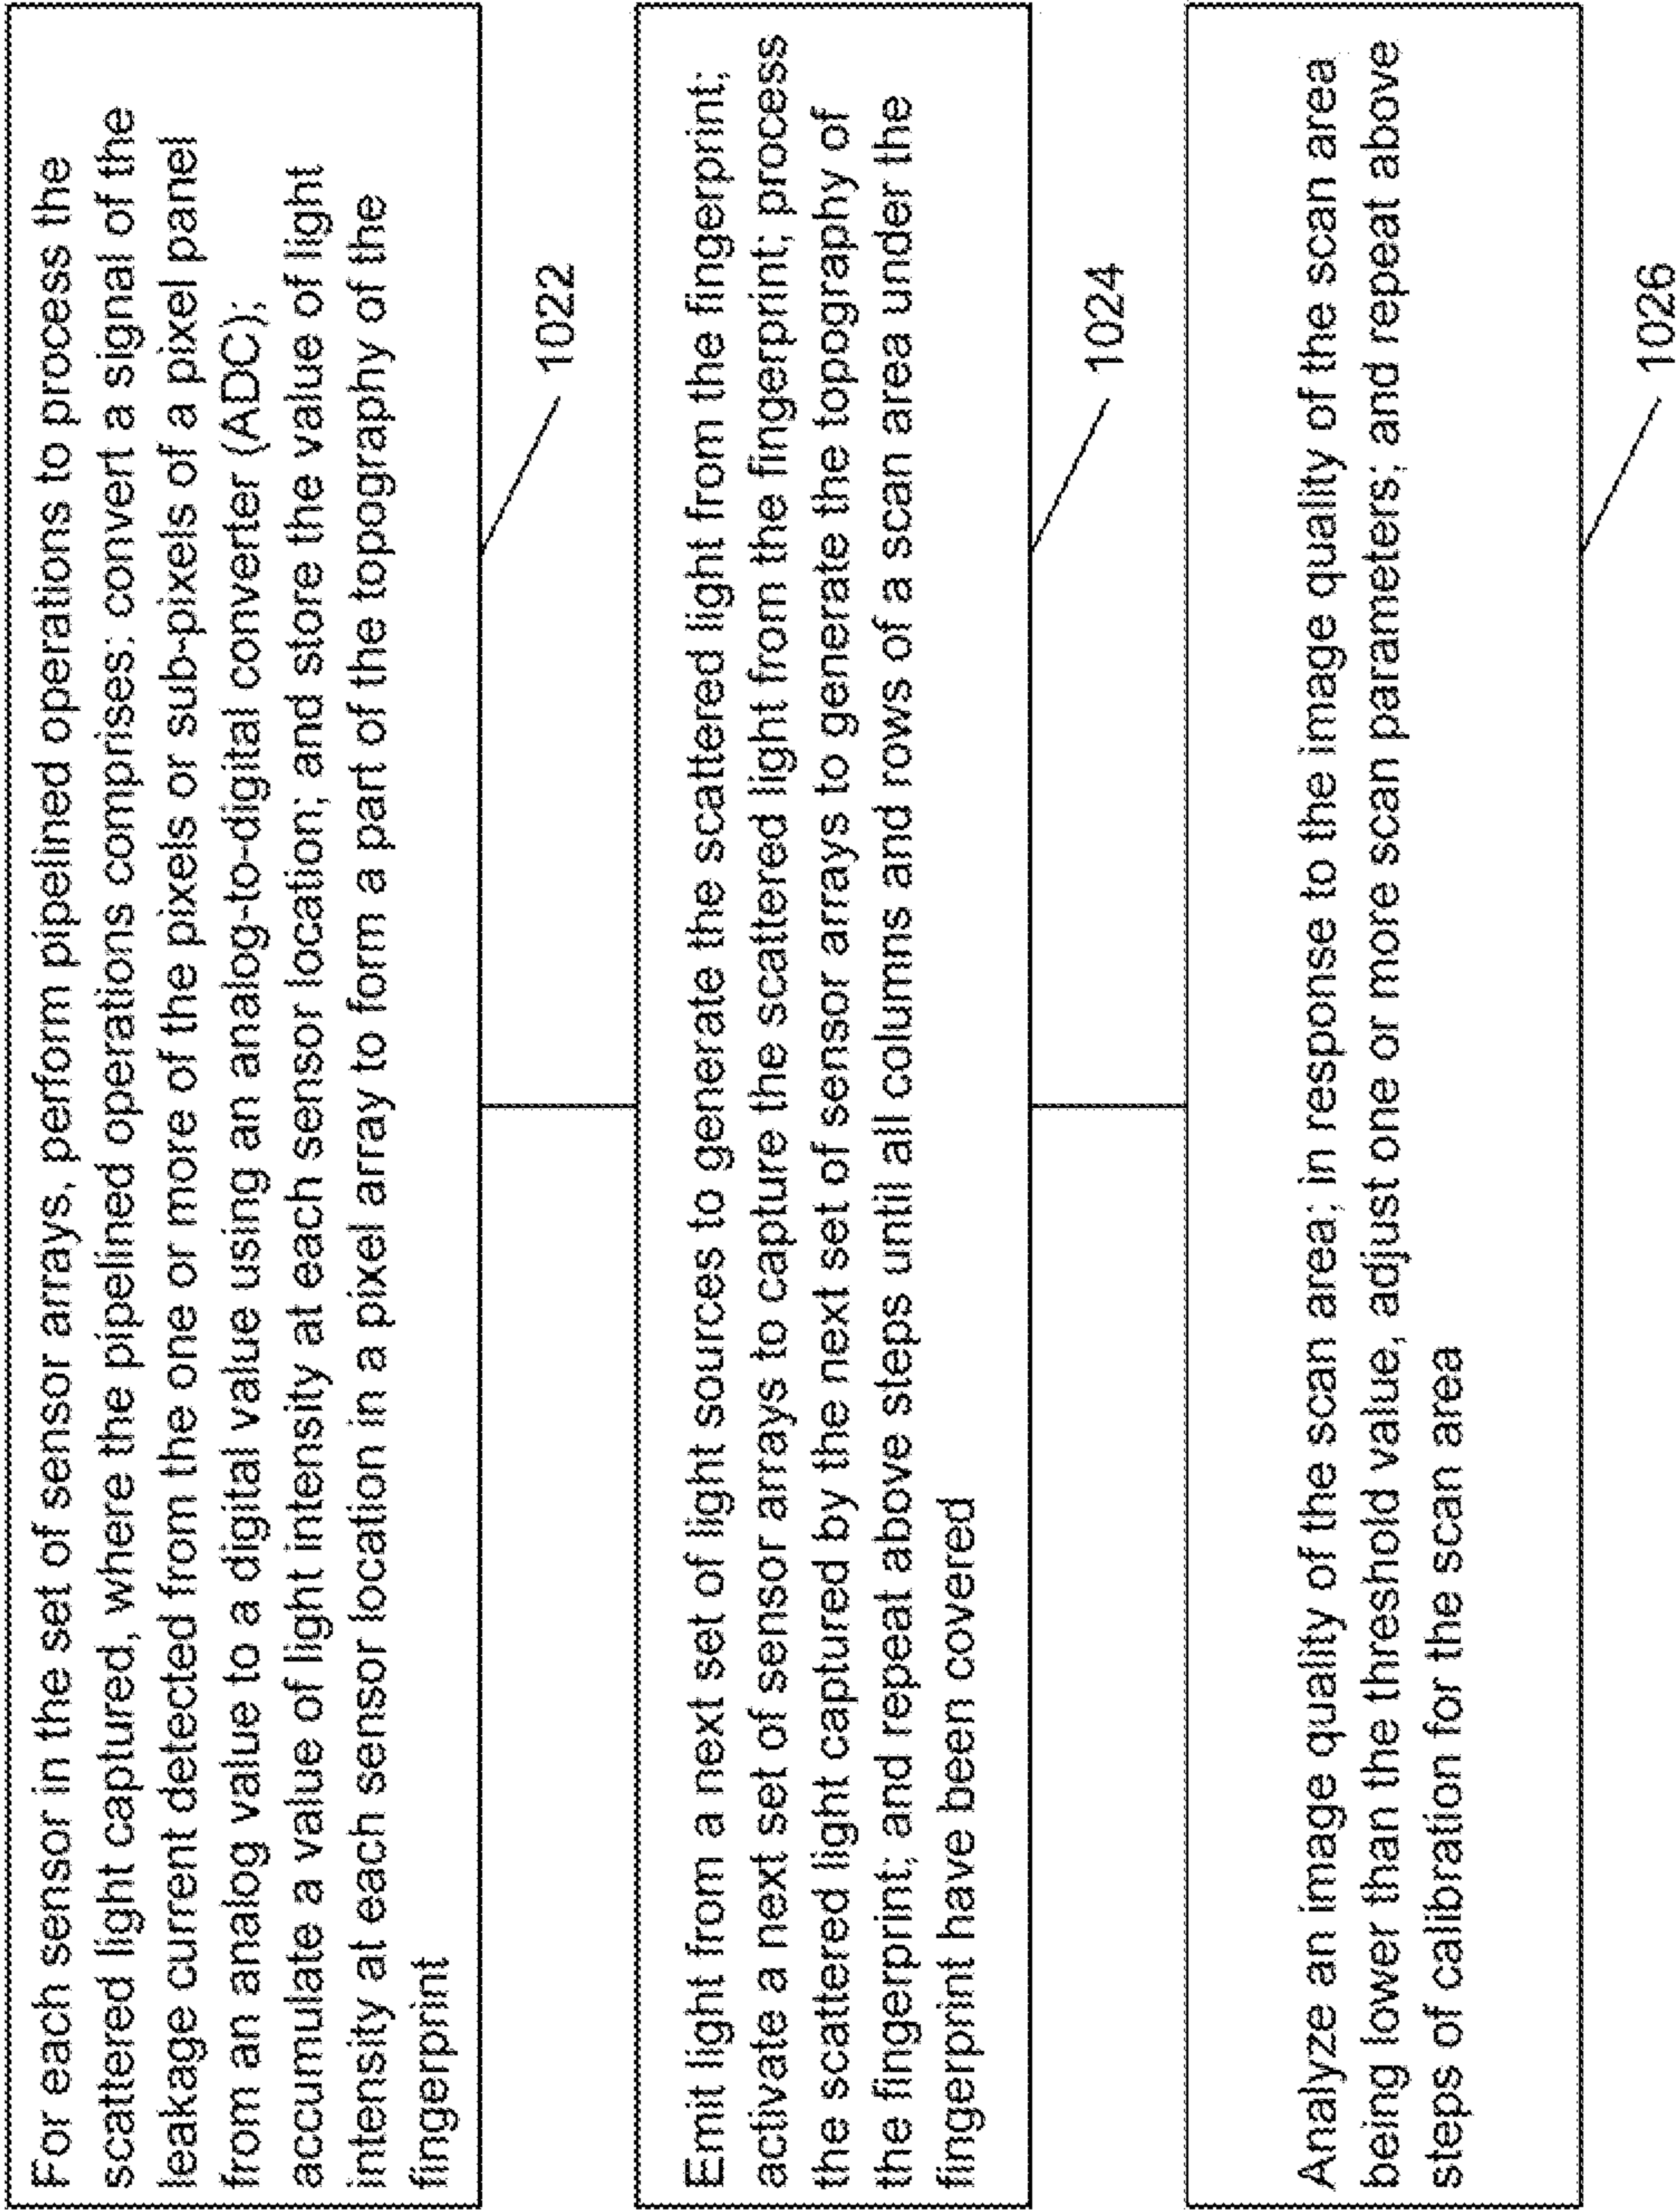 For each sensor in the set of sensor arrays, perform pipelined operations to process the
scattered light captured, where the pipelined operations comprises: convert a signal of the
leakage current detected from the one or more of the pixels or sub-pixels of a pixel panel
from an analog value to a digital value using an analog-to-digital converter (ADC);
accumulate a value of light intensity at each sensor location; and store the value of light
intensity at each sensor location in a pixel array to form a part of the topography of the
fingerprint
1022
Emit light from a next set of light sources to generate the scattered light from the fingerprint;
activate a next set of sensor arrays to capture the scattered light from the fingerprint; process
the scattered light captured by the next set of sensor arrays to generate the topography of
the fingerprint; and repeat above steps until all columns and rows of a scan area under the
fingerprint have been covered
1024
Analyze an image quality of the scan area; in response to the image quality of the scan area
being lower than the threshold value, adjust one or more scan parameters; and repeat above
steps of calibration for the scan area
1026